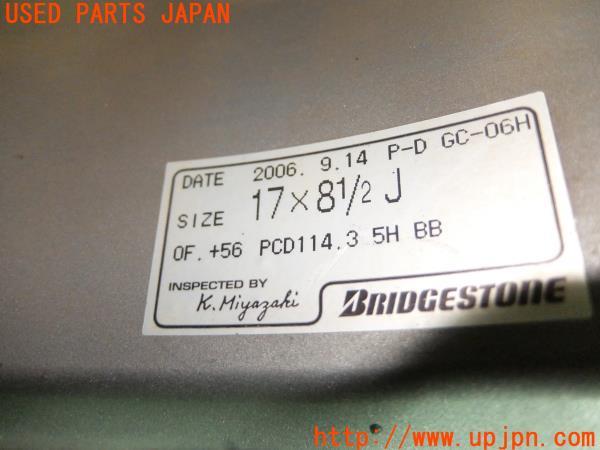 USED PARTS JAPAN
DATE 2006. 9.14 P-D GC-06H
SIZE 17×8½ J
OF. +56 PCD114.3 5H BB
INSPECTED BY
K. Miyazaki
BRIDGESTONE
http://www.upjpn.com